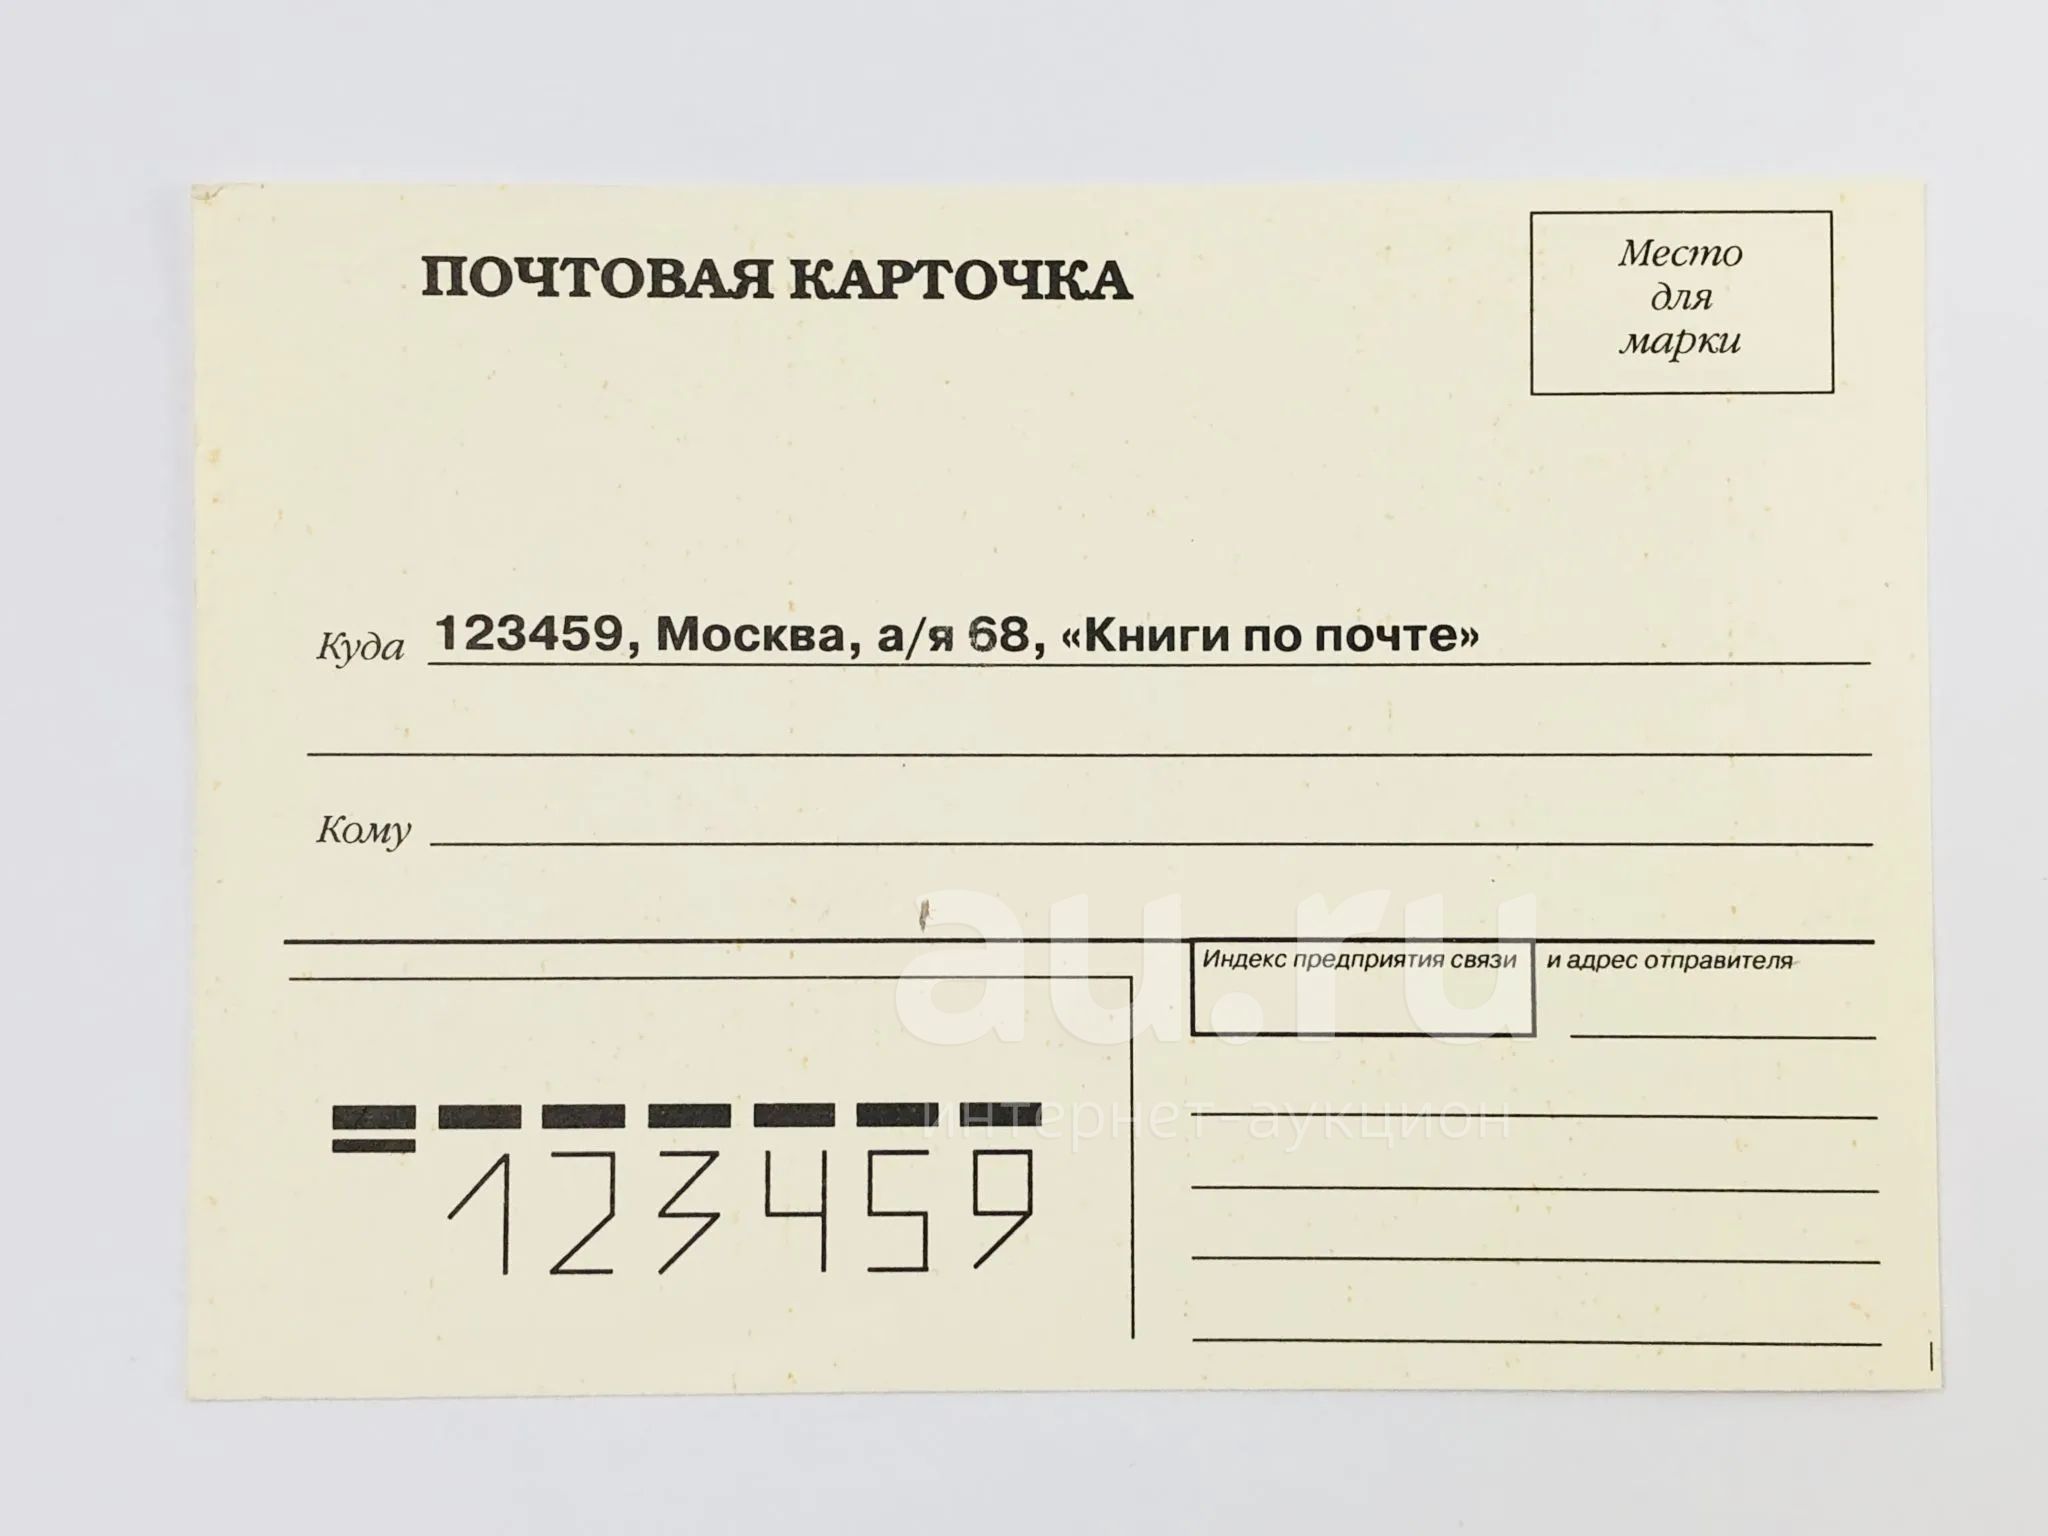 ПОЧТОВАЯ КАРТОЧКА
Место
для
марки
Куда 123459, Москва, а/я 68, «Книги по почте»
Кому
Индекс предприятия связи и адрес отправителя
123459
au.ru
интернет-аукцион